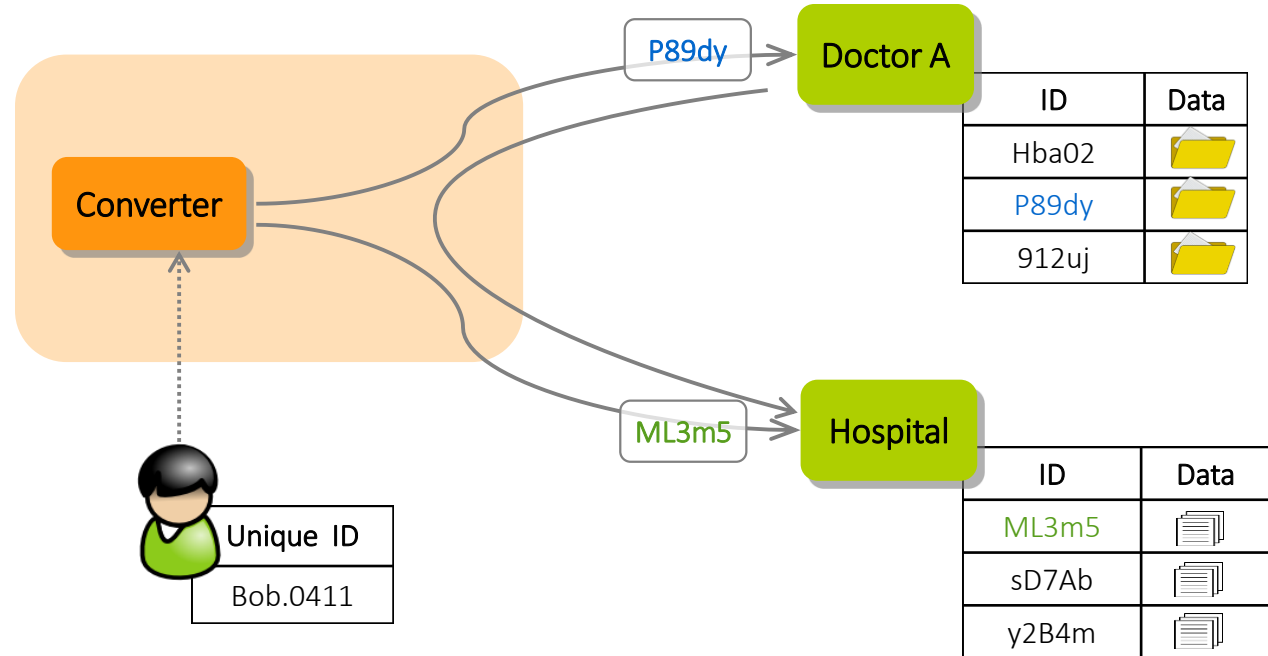 P89dy
Doctor A
ID Data
Hba02
P89dy
912uj
Converter
ML3m5
Hospital
ID Data
ML3m5
sD7Ab
y2B4m
Unique ID
Bob.0411